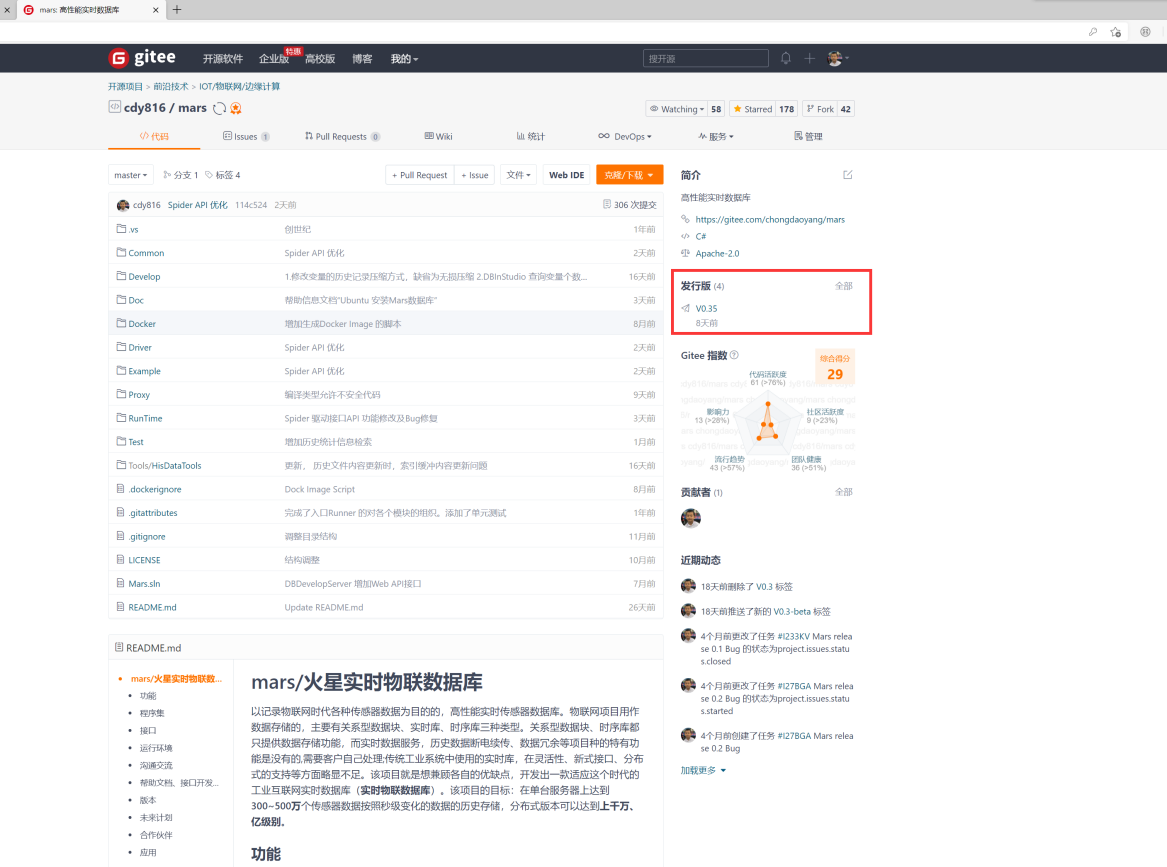 mars: 高性能实时数据库
gitee 开源软件 企业版 特惠 高校版 博客 我的 搜开源
开源项目 > 前沿技术 > IOT/物联网/边缘计算
cdy816 / mars Watching 58 Starred 178 Fork 42
代码 Issues 1 Pull Requests 0 Wiki 统计 DevOps 服务 管理
master 分支 1 标签 4 + Pull Request + Issue 文件 Web IDE 克隆/下载
cdy816 Spider API 优化 114c524 2天前 306 次提交
.vs 创世纪 1年前
Common Spider API 优化 2天前
Develop 1.修改变量的历史记录压缩方式，缺省为无损压缩 2.DBInStudio 查询变量个数... 16天前
Doc 帮助信息文档"Ubuntu 安装Mars数据库" 3天前
Docker 增加生成Docker Image 的脚本 8月前
Driver Spider API 优化 2天前
Example Spider API 优化 2天前
Proxy 编译类型允许不安全代码 9天前
RunTime Spider 驱动接口API 功能修改及Bug修复 3天前
Test 增加历史统计信息检索 1月前
Tools/HisDataTools 更新， 历史文件内容更新时，索引缓冲内容更新问题 16天前
.dockerignore Dock Image Script 8月前
.gitattributes 完成了入口Runner 的对各个模块的组织。添加了单元测试 1年前
.gitignore 调整目录结构 11月前
LICENSE 结构调整 10月前
Mars.sln DBDevelopServer 增加Web API接口 7月前
README.md Update README.md 26天前
README.md
mars/火星实时物联数...
功能
程序集
接口
运行环境
沟通交流
帮助文档、接口开发...
版本
未来计划
合作伙伴
应用
mars/火星实时物联数据库
以记录物联网时代各种传感器数据为目的的，高性能实时传感器数据库。物联网项目用作
数据存储的，主要有关系型数据块、实时库、时序库三种类型。关系型数据块、时序库都
只提供数据存储功能，而实时数据服务，历史数据断电续传、数据冗余等项目种的特有功
能是没有的,需要客户自己处理;传统工业系统中使用的实时库，在灵活性、新式接口、分布
式的支持等方面略显不足。该项目就是想兼顾各自的优缺点，开发出一款适应这个时代的
工业互联网实时数据库（实时物联数据库）。该项目的目标：在单台服务器上达到
300~500万个传感器数据按照秒级变化的数据的历史存储，分布式版本可以达到上千万、
亿级别。
功能
简介
高性能实时数据库
https://gitee.com/chongdaoyang/mars
C#
Apache-2.0
发行版 (4) 全部
V0.35
8天前
Gitee 指数
综合得分
29
代码活跃度
61 (>76%)
影响力
13 (>28%)
社区活跃度
9 (>23%)
流行趋势
43 (>57%)
团队健康
36 (>51%)
贡献者 (1) 全部
近期动态
18天前删除了 V0.3 标签
18天前推送了新的 V0.3-beta 标签
4个月前更改了任务 #I233KV Mars relea
se 0.1 Bug 的状态为project.issues.statu
s.closed
4个月前更改了任务 #I27BGA Mars relea
se 0.2 Bug 的状态为project.issues.statu
s.started
4个月前创建了任务 #I27BGA Mars relea
se 0.2 Bug
加载更多